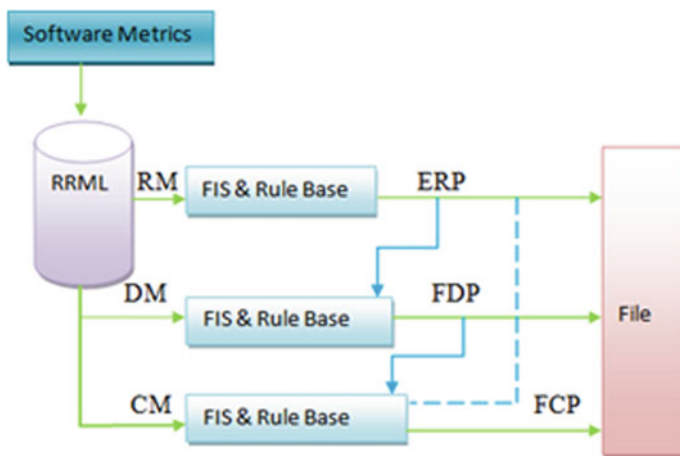 Software Metrics
RRML
RM
FIS & Rule Base
ERP
DM
FIS & Rule Base
FDP
File
CM
FIS & Rule Base
FCP